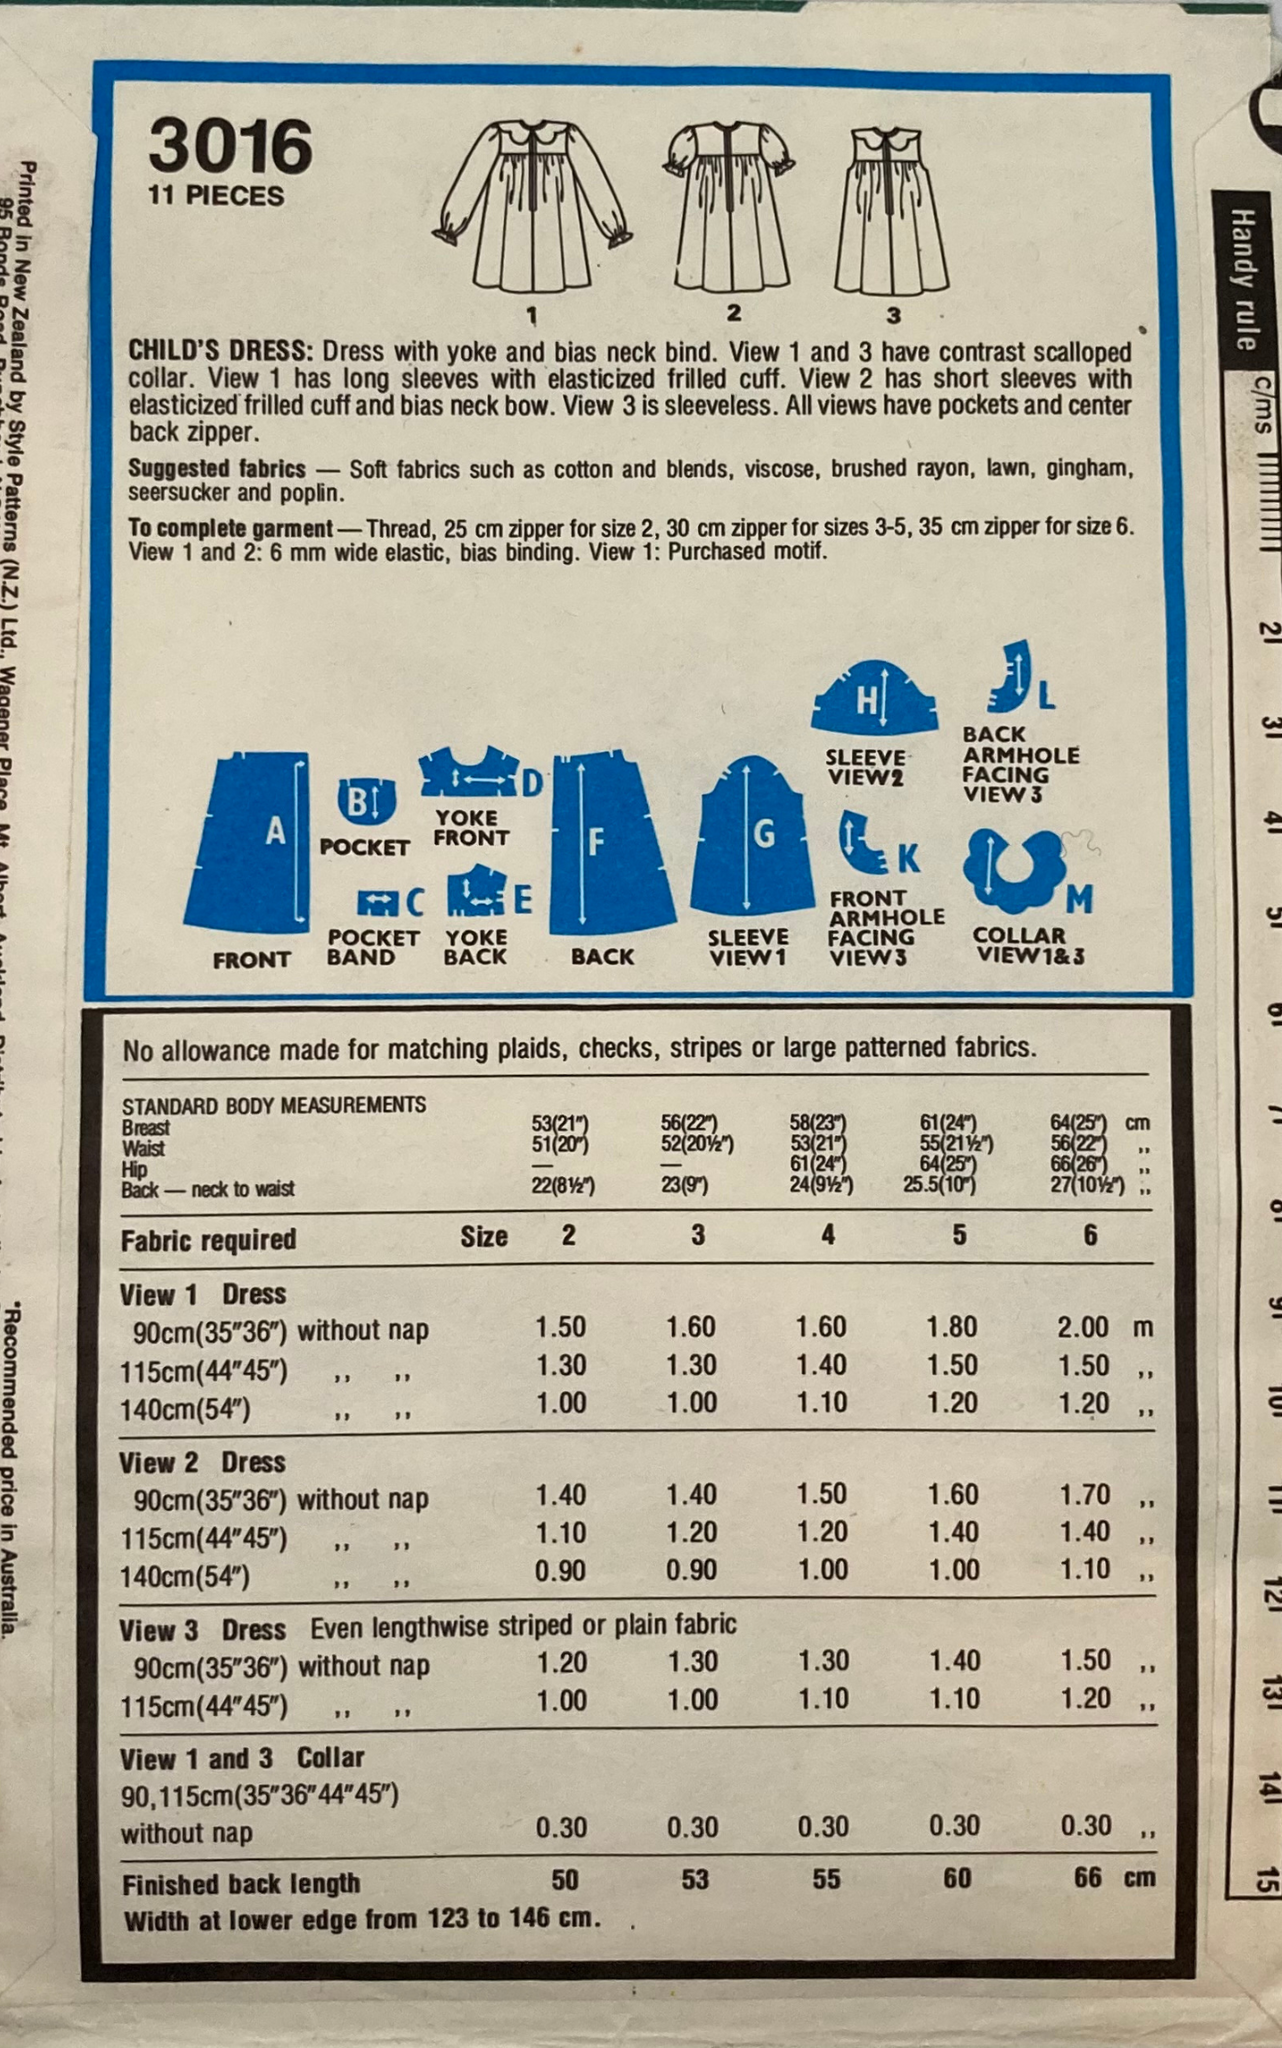 3016
11 PIECES
1
2
3
CHILD'S DRESS: Dress with yoke and bias neck bind. View 1 and 3 have contrast scalloped
collar. View 1 has long sleeves with elasticized frilled cuff. View 2 has short sleeves with
elasticized frilled cuff and bias neck bow. View 3 is sleeveless. All views have pockets and center
back zipper.
Suggested fabrics — Soft fabrics such as cotton and blends, viscose, brushed rayon, lawn, gingham,
seersucker and poplin.
To complete garment — Thread, 25 cm zipper for size 2, 30 cm zipper for sizes 3-5, 35 cm zipper for size 6.
View 1 and 2: 6 mm wide elastic, bias binding. View 1: Purchased motif.
A
FRONT
B
POCKET
C
POCKET
BAND
D
YOKE
FRONT
E
YOKE
BACK
F
BACK
G
SLEEVE
VIEW 1
H
SLEEVE
VIEW 2
K
FRONT
ARMHOLE
FACING
VIEW 3
L
BACK
ARMHOLE
FACING
VIEW 3
M
COLLAR
VIEW 1&3
No allowance made for matching plaids, checks, stripes or large patterned fabrics.
STANDARD BODY MEASUREMENTS
Breast 53(21") 56(22") 58(23") 61(24") 64(25") cm
Waist 51(20") 52(20½") 53(21") 55(21½") 56(22") ,,
Hip — — 61(24") 64(25") 66(26") ,,
Back — neck to waist 22(8½") 23(9") 24(9½") 25.5(10") 27(10½") ,,
Fabric required Size 2 3 4 5 6
View 1 Dress
90cm(35"36") without nap 1.50 1.60 1.60 1.80 2.00 m
115cm(44"45") ,, ,, 1.30 1.30 1.40 1.50 1.50 ,,
140cm(54") ,, ,, 1.00 1.00 1.10 1.20 1.20 ,,
View 2 Dress
90cm(35"36") without nap 1.40 1.40 1.50 1.60 1.70 ,,
115cm(44"45") ,, ,, 1.10 1.20 1.20 1.40 1.40 ,,
140cm(54") ,, ,, 0.90 0.90 1.00 1.00 1.10 ,,
View 3 Dress Even lengthwise striped or plain fabric
90cm(35"36") without nap 1.20 1.30 1.30 1.40 1.50 ,,
115cm(44"45") ,, ,, 1.00 1.00 1.10 1.10 1.20 ,,
View 1 and 3 Collar
90,115cm(35"36"44"45")
without nap 0.30 0.30 0.30 0.30 0.30 ,,
Finished back length 50 53 55 60 66 cm
Width at lower edge from 123 to 146 cm.
Printed in New Zealand by Style Patterns (N.Z.) Ltd., Wagener Place, Mt. Albert, Auckland.
*Recommended price in Australia.
Handy rule
c/ms
2
3
4
5
6
7
8
9
10
11
12
13
14
15